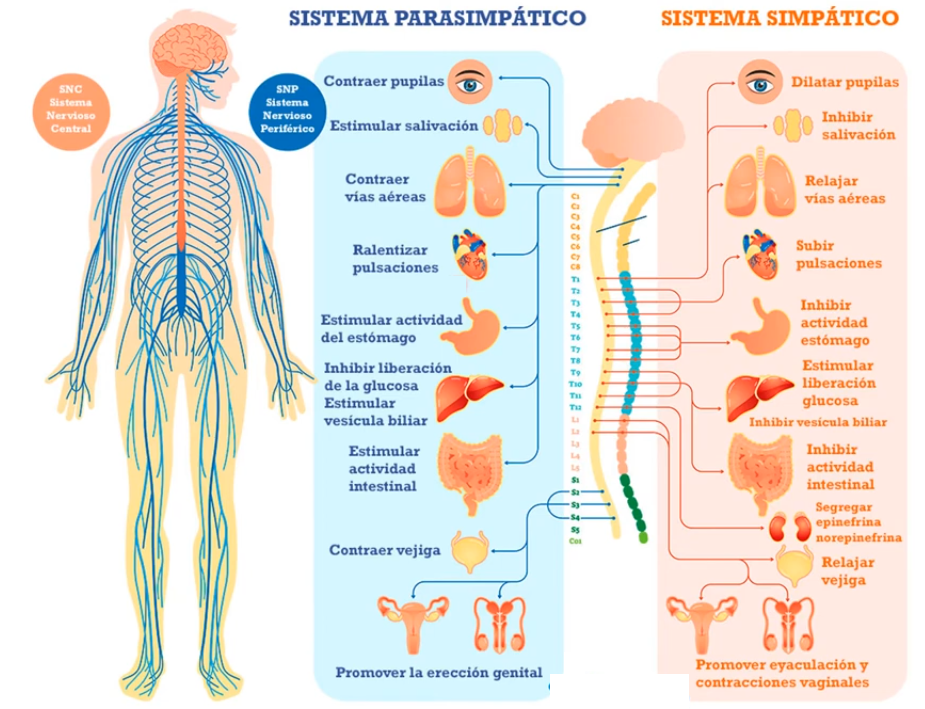 SISTEMA PARASIMPÁTICO
SISTEMA SIMPÁTICO
SNC
Sistema
Nervioso
Central
SNP
Sistema
Nervioso
Periférico
Contraer pupilas
Estimular salivación
Contraer
vías aéreas
Ralentizar
pulsaciones
Estimular actividad
del estómago
Inhibir liberación
de la glucosa
Estimular
vesícula biliar
Estimular
actividad
intestinal
Contraer vejiga
Promover la erección genital
C1
C2
C3
C4
C5
C6
C7
C8
T1
T2
T3
T4
T5
T6
T7
T8
T9
T10
T11
T12
L1
L2
L3
L4
L5
S1
S2
S3
S4
S5
Co1
Dilatar pupilas
Inhibir
salivación
Relajar
vías aéreas
Subir
pulsaciones
Inhibir
actividad
estómago
Estimular
liberación
glucosa
Inhibir vesícula biliar
Inhibir
actividad
intestinal
Segregar
epinefrina
norepinefrina
Relajar
vejiga
Promover eyaculación y
contracciones vaginales